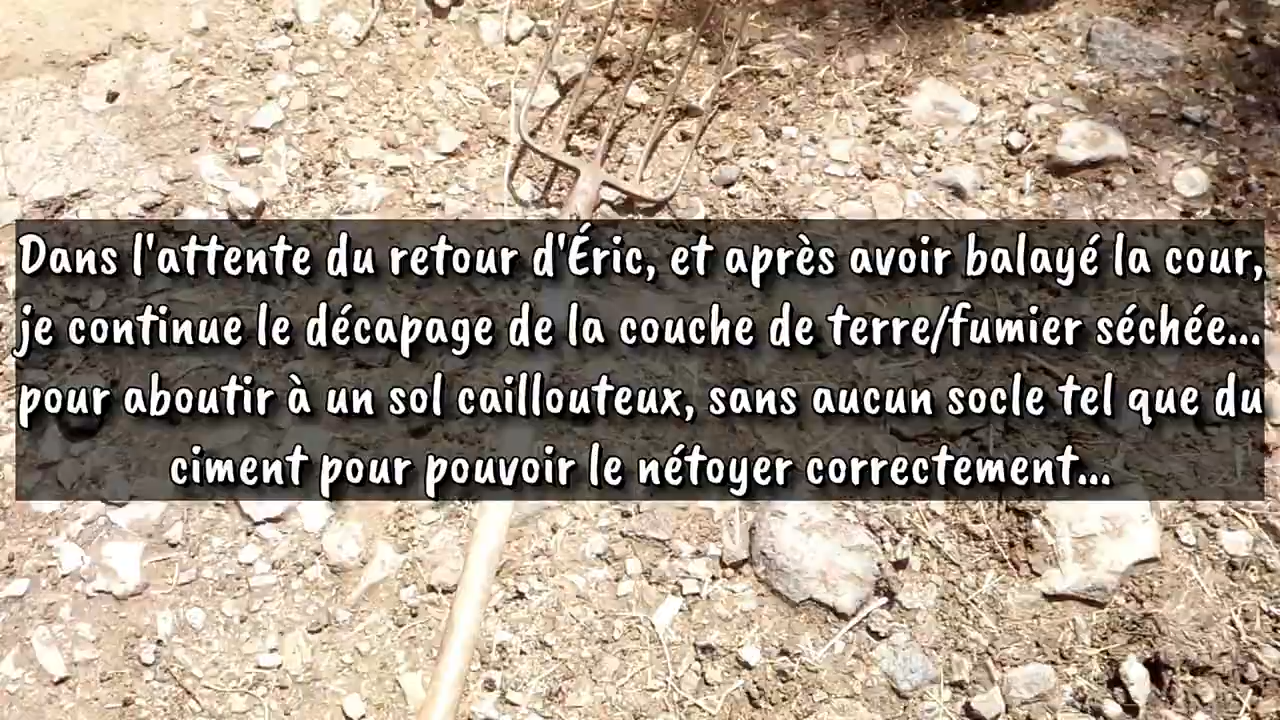 Dans l'attente du retour d'Éric, et après avoir balayé la cour,
je continue le décapage de la couche de terre/fumier séchée...
pour aboutir à un sol caillouteux, sans aucun socle tel que du
ciment pour pouvoir le nétoyer correctement...